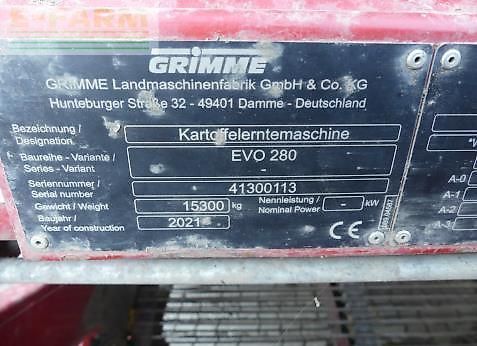 E-FARM
GRIMME
GRIMME Landmaschinenfabrik GmbH & Co. KG
Hunteburger Straße 32 - 49401 Damme - Deutschland
Bezeichnung / Designation Kartoffelerntemaschine
Baureihe - Variante / Series - Variant EVO 280 -
Seriennummer / Serial number 41300113
Gewicht / Weight 15300 kg Nennleistung / Nominal Power - kW
Baujahr / Year of construction 2021 CE
A-0
A-1
A-2
A-3